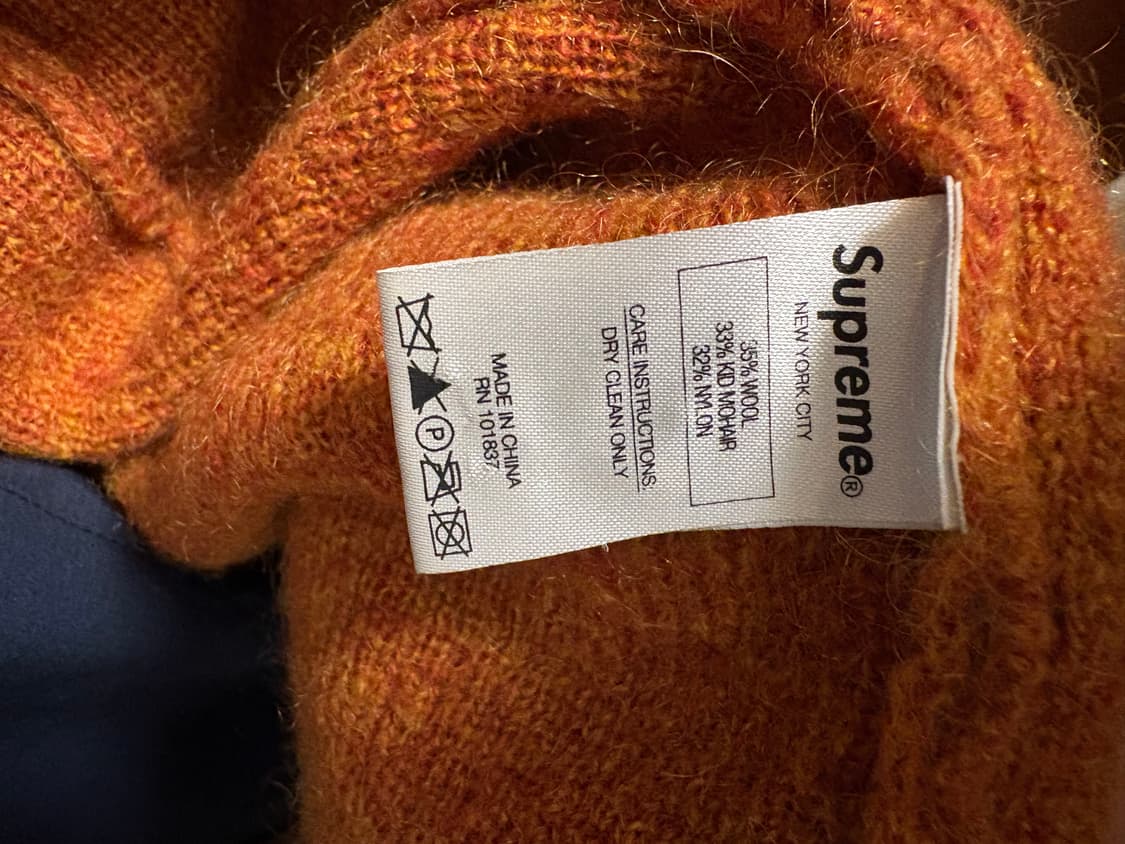 Supreme®
NEW YORK CITY
35% WOOL
33% KID MOHAIR
32% NYLON
CARE INSTRUCTIONS:
DRY CLEAN ONLY
MADE IN CHINA
RN 101837
P